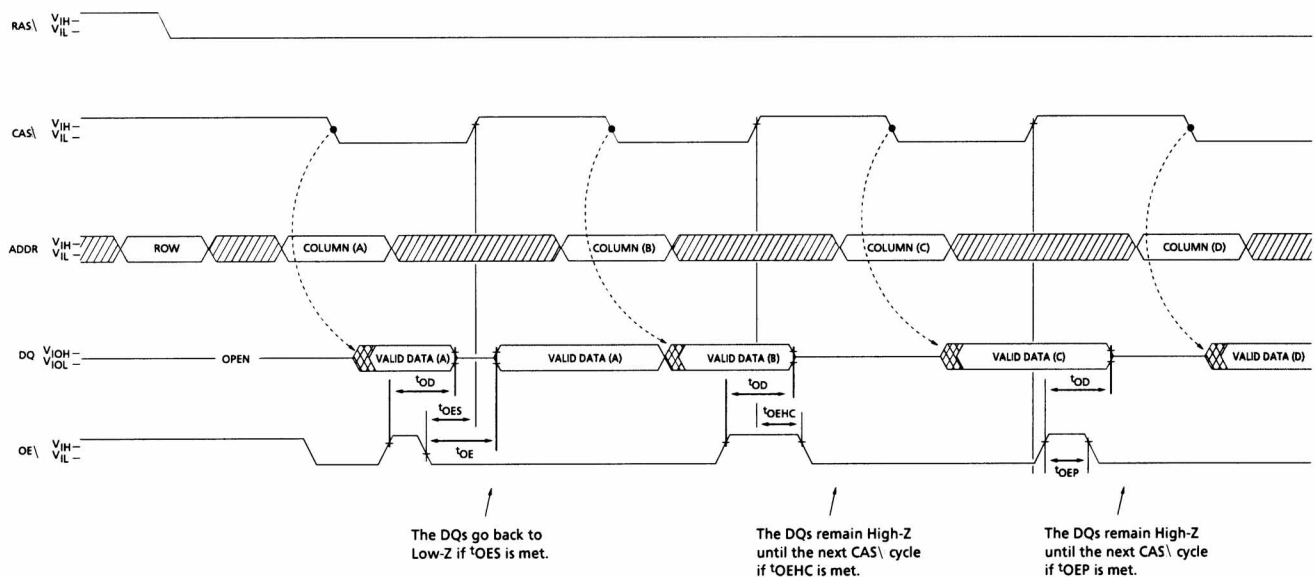 RAS\ VIH– VIL–
CAS\ VIH– VIL–
ADDR VIH– VIL– ROW COLUMN (A) COLUMN (B) COLUMN (C) COLUMN (D)
DQ VIOH– VIOL– OPEN VALID DATA (A) VALID DATA (A) VALID DATA (B) VALID DATA (C) VALID DATA (D)
tOD tOD tOD
tOES tOEHC
tOE
OE\ VIH– VIL–
tOEP
The DQs go back to
Low-Z if tOES is met.
The DQs remain High-Z
until the next CAS\ cycle
if tOEHC is met.
The DQs remain High-Z
until the next CAS\ cycle
if tOEP is met.